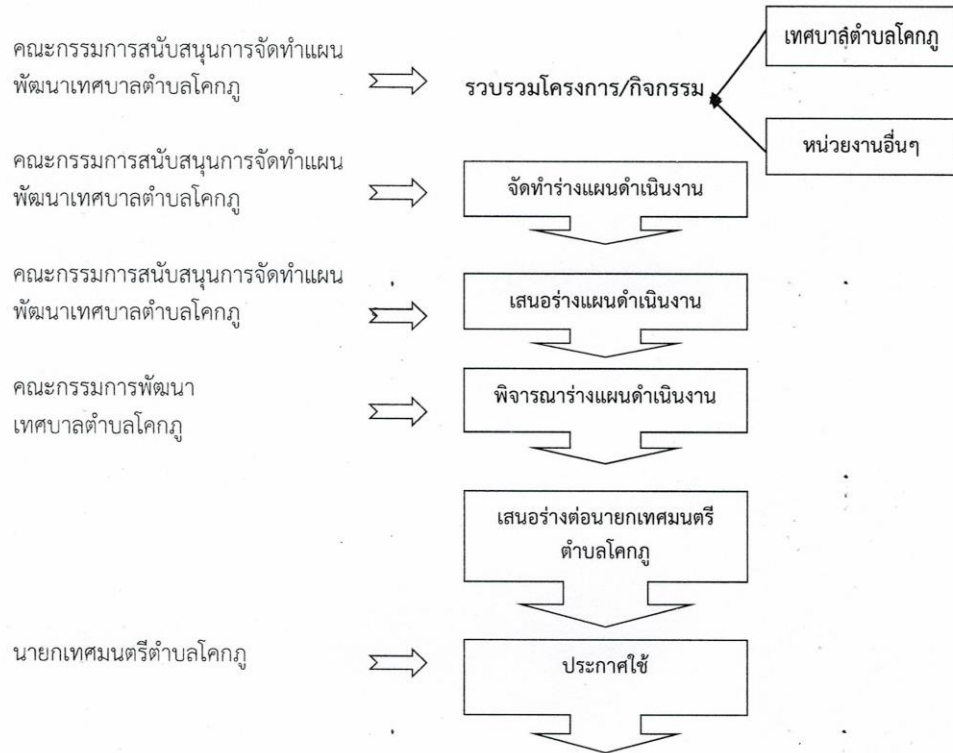 เทศบาลตำบลโคกภู
คณะกรรมการสนับสนุนการจัดทำแผน
พัฒนาเทศบาลตำบลโคกภู
รวบรวมโครงการ/กิจกรรม
หน่วยงานอื่นๆ
คณะกรรมการสนับสนุนการจัดทำแผน
พัฒนาเทศบาลตำบลโคกภู
จัดทำร่างแผนดำเนินงาน
คณะกรรมการสนับสนุนการจัดทำแผน
พัฒนาเทศบาลตำบลโคกภู
เสนอร่างแผนดำเนินงาน
คณะกรรมการพัฒนา
เทศบาลตำบลโคกภู
พิจารณาร่างแผนดำเนินงาน
เสนอร่างต่อนายกเทศมนตรี
ตำบลโคกภู
นายกเทศมนตรีตำบลโคกภู
ประกาศใช้